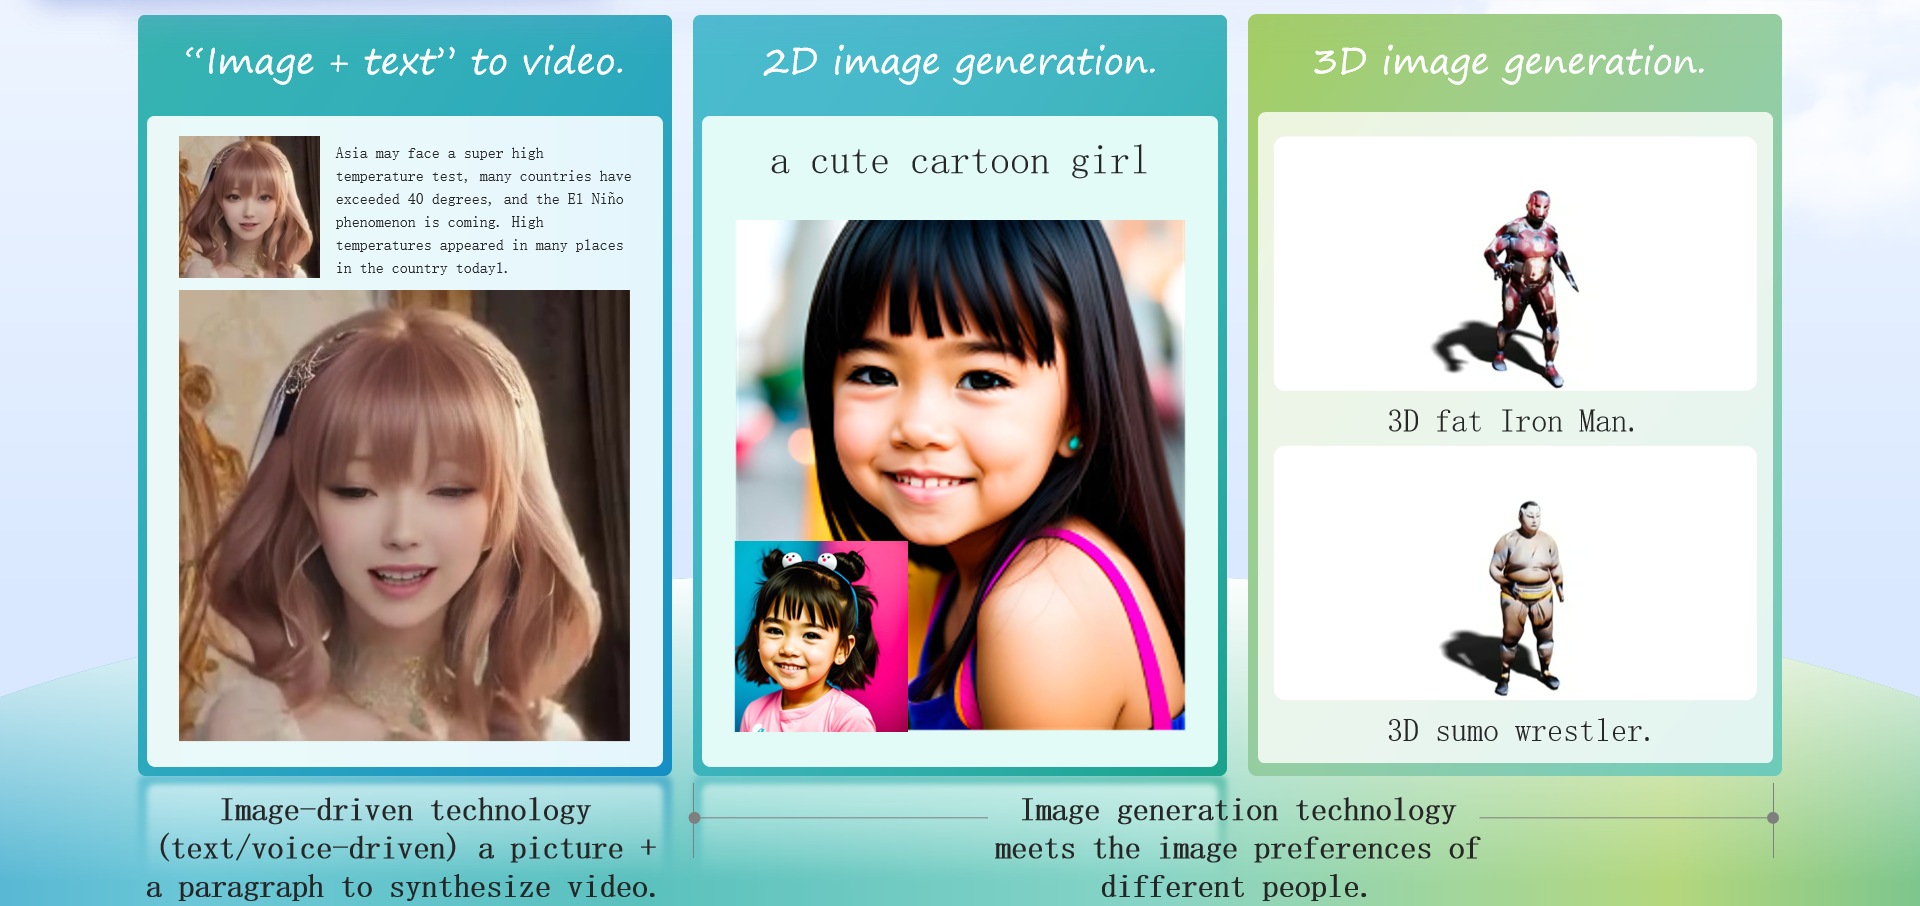 “Image + text” to video.
Asia may face a super high
temperature test, many countries have
exceeded 40 degrees, and the El Niño
phenomenon is coming. High
temperatures appeared in many places
in the country today1.
Image-driven technology
(text/voice-driven) a picture +
a paragraph to synthesize video.
2D image generation.
a cute cartoon girl
3D image generation.
3D fat Iron Man.
3D sumo wrestler.
Image generation technology
meets the image preferences of
different people.